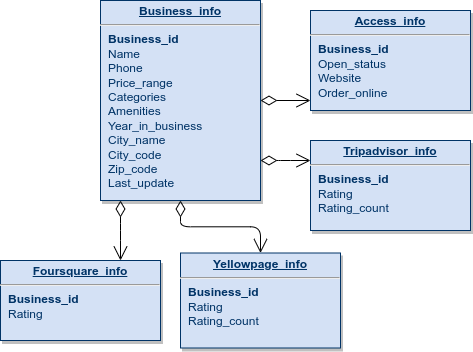 Business_info
Business_id
Name
Phone
Price_range
Categories
Amenities
Year_in_business
City_name
City_code
Zip_code
Last_update
Access_info
Business_id
Open_status
Website
Order_online
Tripadvisor_info
Business_id
Rating
Rating_count
Foursquare_info
Business_id
Rating
Yellowpage_info
Business_id
Rating
Rating_count